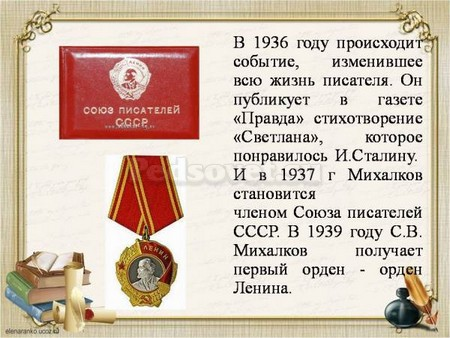 СОЮЗ ПИСАТЕЛЕЙ
СССР
ЛЕНИН
Pedsovet.su
В 1936 году происходит
событие, изменившее
всю жизнь писателя. Он
публикует в газете
«Правда» стихотворение
«Светлана», которое
понравилось И.Сталину.
И в 1937 г Михалков
становится
членом Союза писателей
СССР. В 1939 году С.В.
Михалков получает
первый орден - орден
Ленина.
elenaranko.ucoz.ru